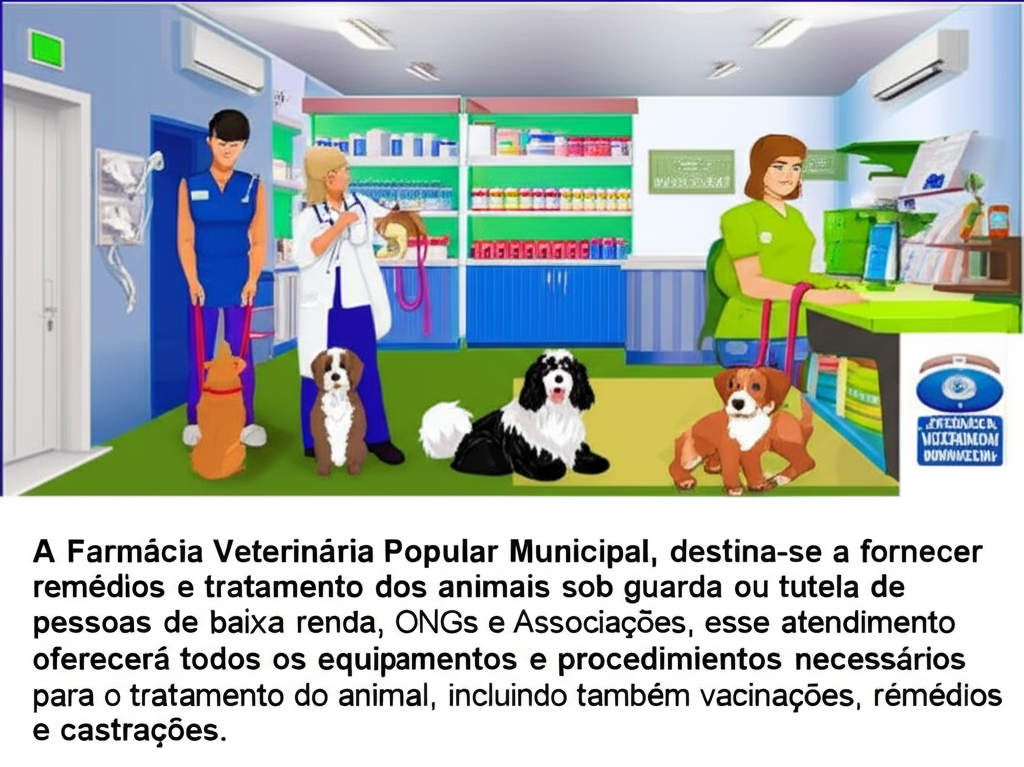 A Farmácia Veterinária Popular Municipal, destina-se a fornecer
remédios e tratamento dos animais sob guarda ou tutela de
pessoas de baixa renda, ONGs e Associações, esse atendimento
oferecerá todos os equipamentos e procedimientos necessários
para o tratamento do animal, incluindo também vacinações, rémédios
e castrações.